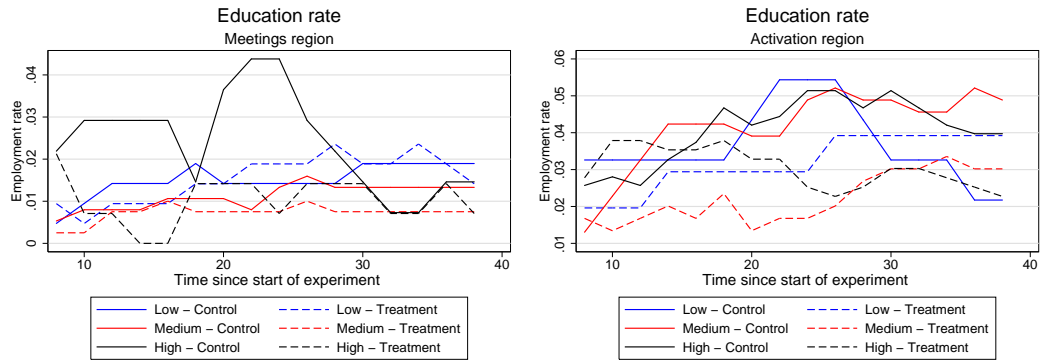 Education rate
Meetings region
Employment rate
0 .01 .02 .03 .04
10 20 30 40
Time since start of experiment
Low − Control Low − Treatment
Medium − Control Medium − Treatment
High − Control High − Treatment
Education rate
Activation region
Employment rate
.01 .02 .03 .04 .05 .06
10 20 30 40
Time since start of experiment
Low − Control Low − Treatment
Medium − Control Medium − Treatment
High − Control High − Treatment